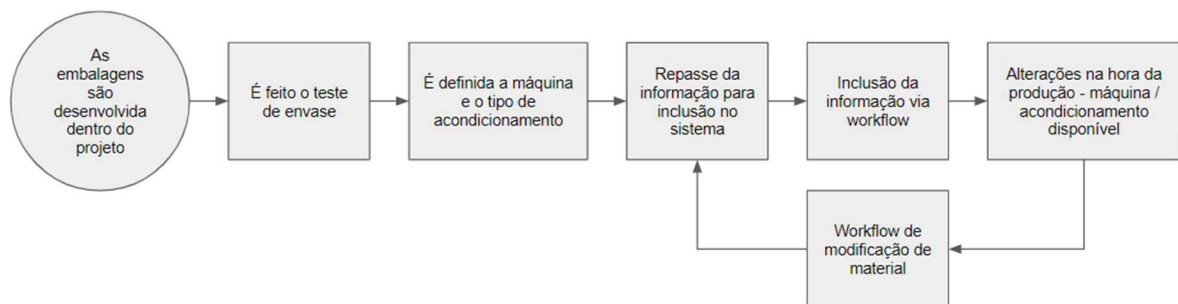 As
embalagens
são
desenvolvida
dentro do
projeto
É feito o teste
de envase
É definida a máquina
e o tipo de
acondicionamento
Repasse da
informação para
inclusão no
sistema
Inclusão da
informação via
workflow
Alterações na hora da
produção - máquina /
acondicionamento
disponível
Workflow de
modificação de
material